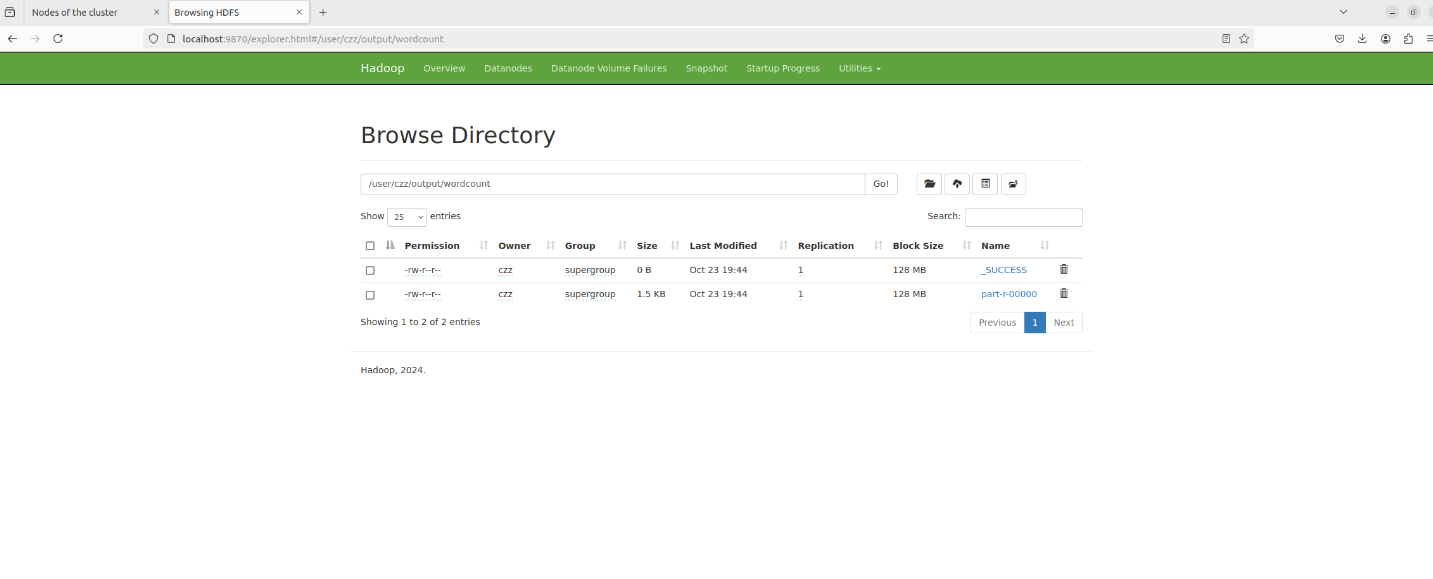 Nodes of the cluster
Browsing HDFS
localhost:9870/explorer.html#/user/czz/output/wordcount
Hadoop Overview Datanodes Datanode Volume Failures Snapshot Startup Progress Utilities
Browse Directory
/user/czz/output/wordcount Go!
Show 25 entries Search:
Permission Owner Group Size Last Modified Replication Block Size Name
-rw-r--r-- czz supergroup 0 B Oct 23 19:44 1 128 MB _SUCCESS
-rw-r--r-- czz supergroup 1.5 KB Oct 23 19:44 1 128 MB part-r-00000
Showing 1 to 2 of 2 entries Previous 1 Next
Hadoop, 2024.